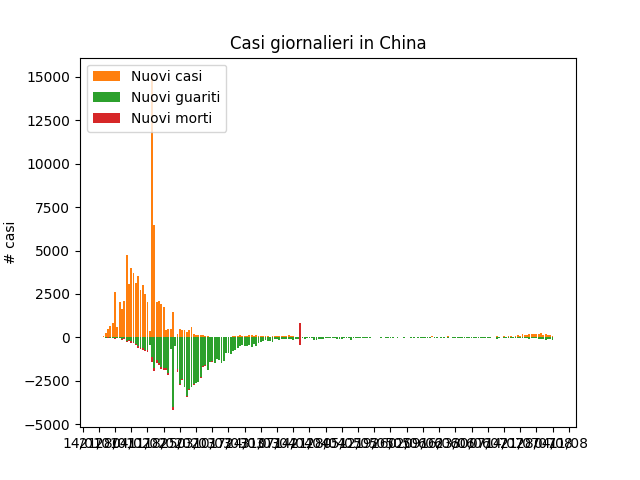 Casi giornalieri in China
Nuovi casi
Nuovi guariti
Nuovi morti
# casi
15000
12500
10000
7500
5000
2500
0
−2500
−5000